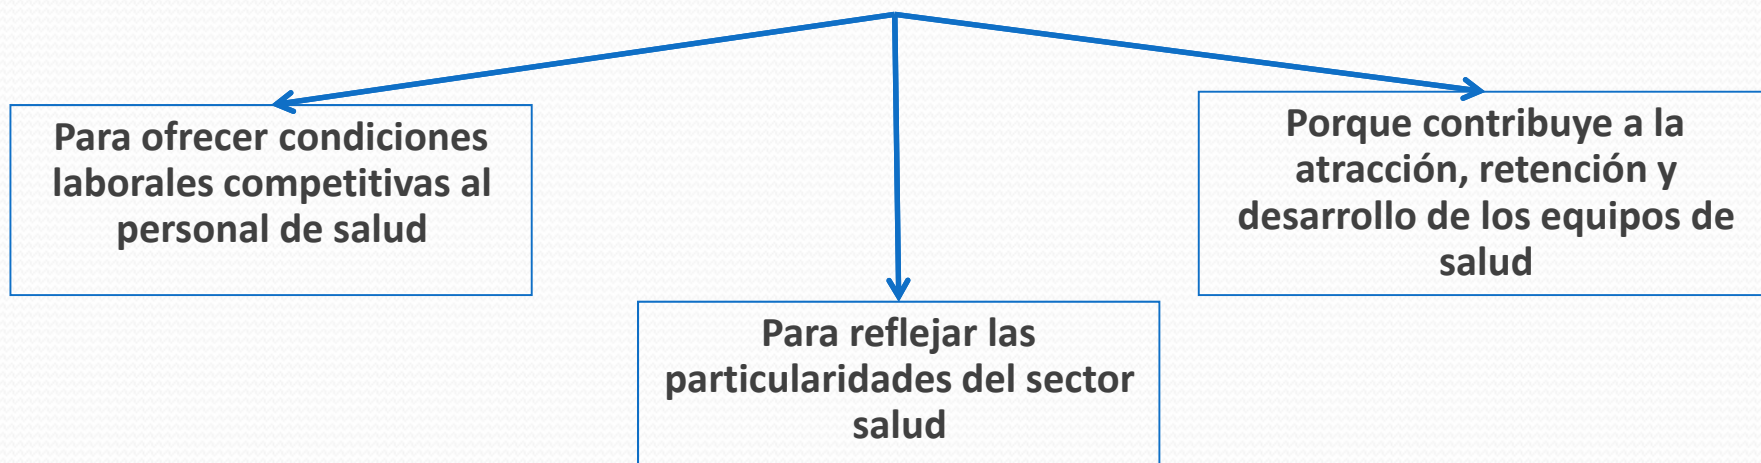 Para ofrecer condiciones
laborales competitivas al
personal de salud
Para reflejar las
particularidades del sector
salud
Porque contribuye a la
atracción, retención y
desarrollo de los equipos de
salud